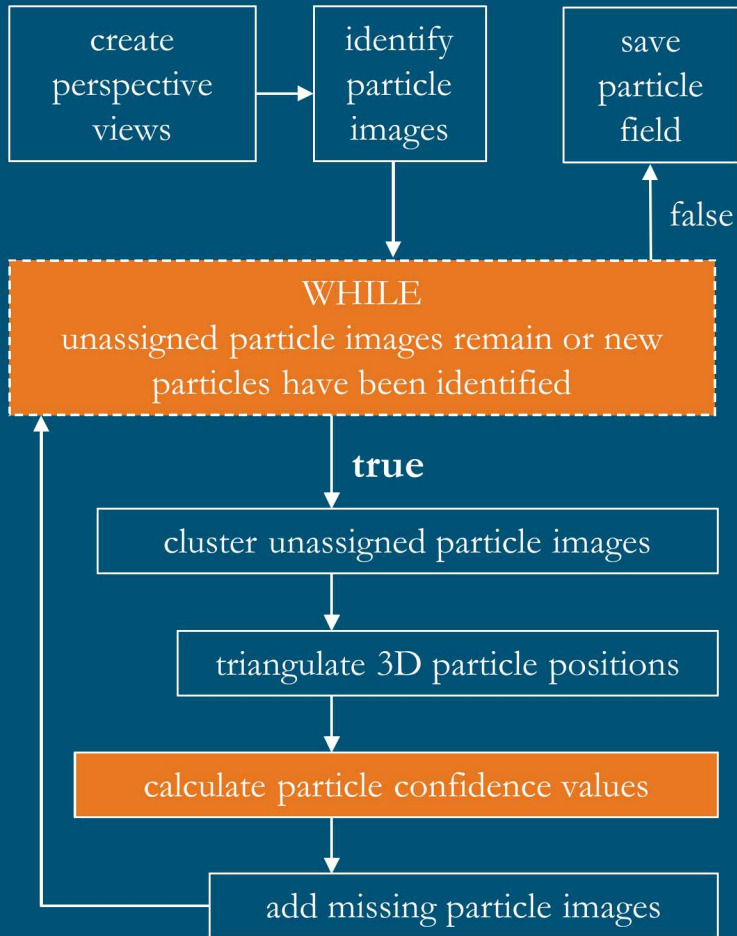 create
perspective
views
identify
particle
images
save
particle
field
false
WHILE
unassigned particle images remain or new
particles have been identified
true
cluster unassigned particle images
triangulate 3D particle positions
calculate particle confidence values
add missing particle images